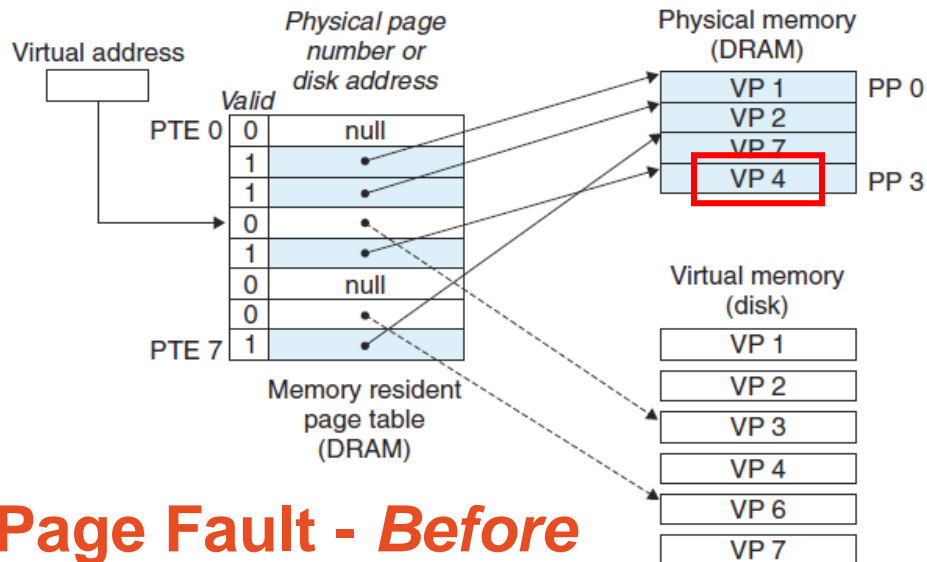 Virtual address
Physical page
number or
disk address
Valid
PTE 0 0 null
1
1
0
1
0 null
0
PTE 7 1
Memory resident
page table
(DRAM)
Physical memory
(DRAM)
VP 1 PP 0
VP 2
VP 7
VP 4 PP 3
Virtual memory
(disk)
VP 1
VP 2
VP 3
VP 4
VP 6
VP 7
Page Fault - Before